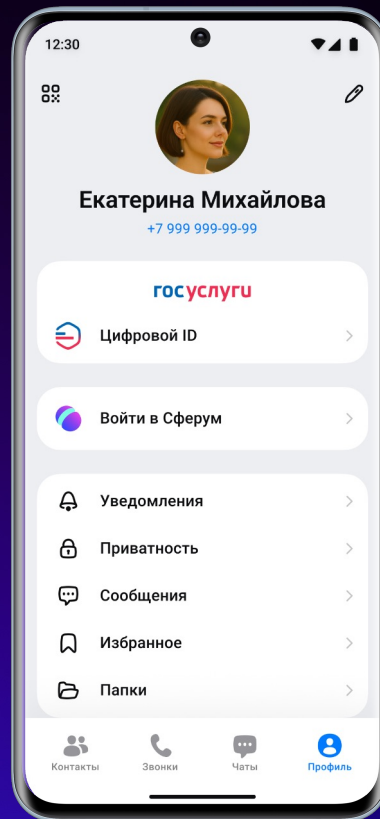 12:30
Екатерина Михайлова
+7 999 999-99-99
госуслуги
Цифровой ID
Войти в Сферум
Уведомления
Приватность
Сообщения
Избранное
Папки
Контакты
Звонки
Чаты
Профиль